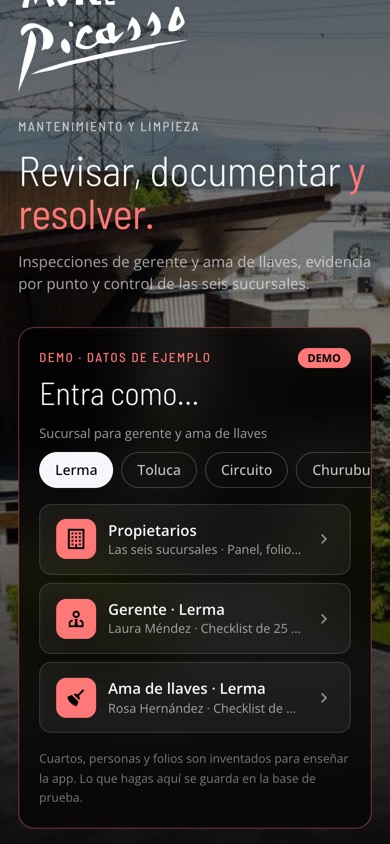 Picasso
MANTENIMIENTO Y LIMPIEZA
Revisar, documentar y
resolver.
Inspecciones de gerente y ama de llaves, evidencia
por punto y control de las seis sucursales.
DEMO · DATOS DE EJEMPLO
DEMO
Entra como...
Sucursal para gerente y ama de llaves
Lerma
Toluca
Circuito
Churubu
Propietarios
Las seis sucursales · Panel, folio...
Gerente · Lerma
Laura Méndez · Checklist de 25 ...
Ama de llaves · Lerma
Rosa Hernández · Checklist de ...
Cuartos, personas y folios son inventados para enseñar
la app. Lo que hagas aquí se guarda en la base de
prueba.